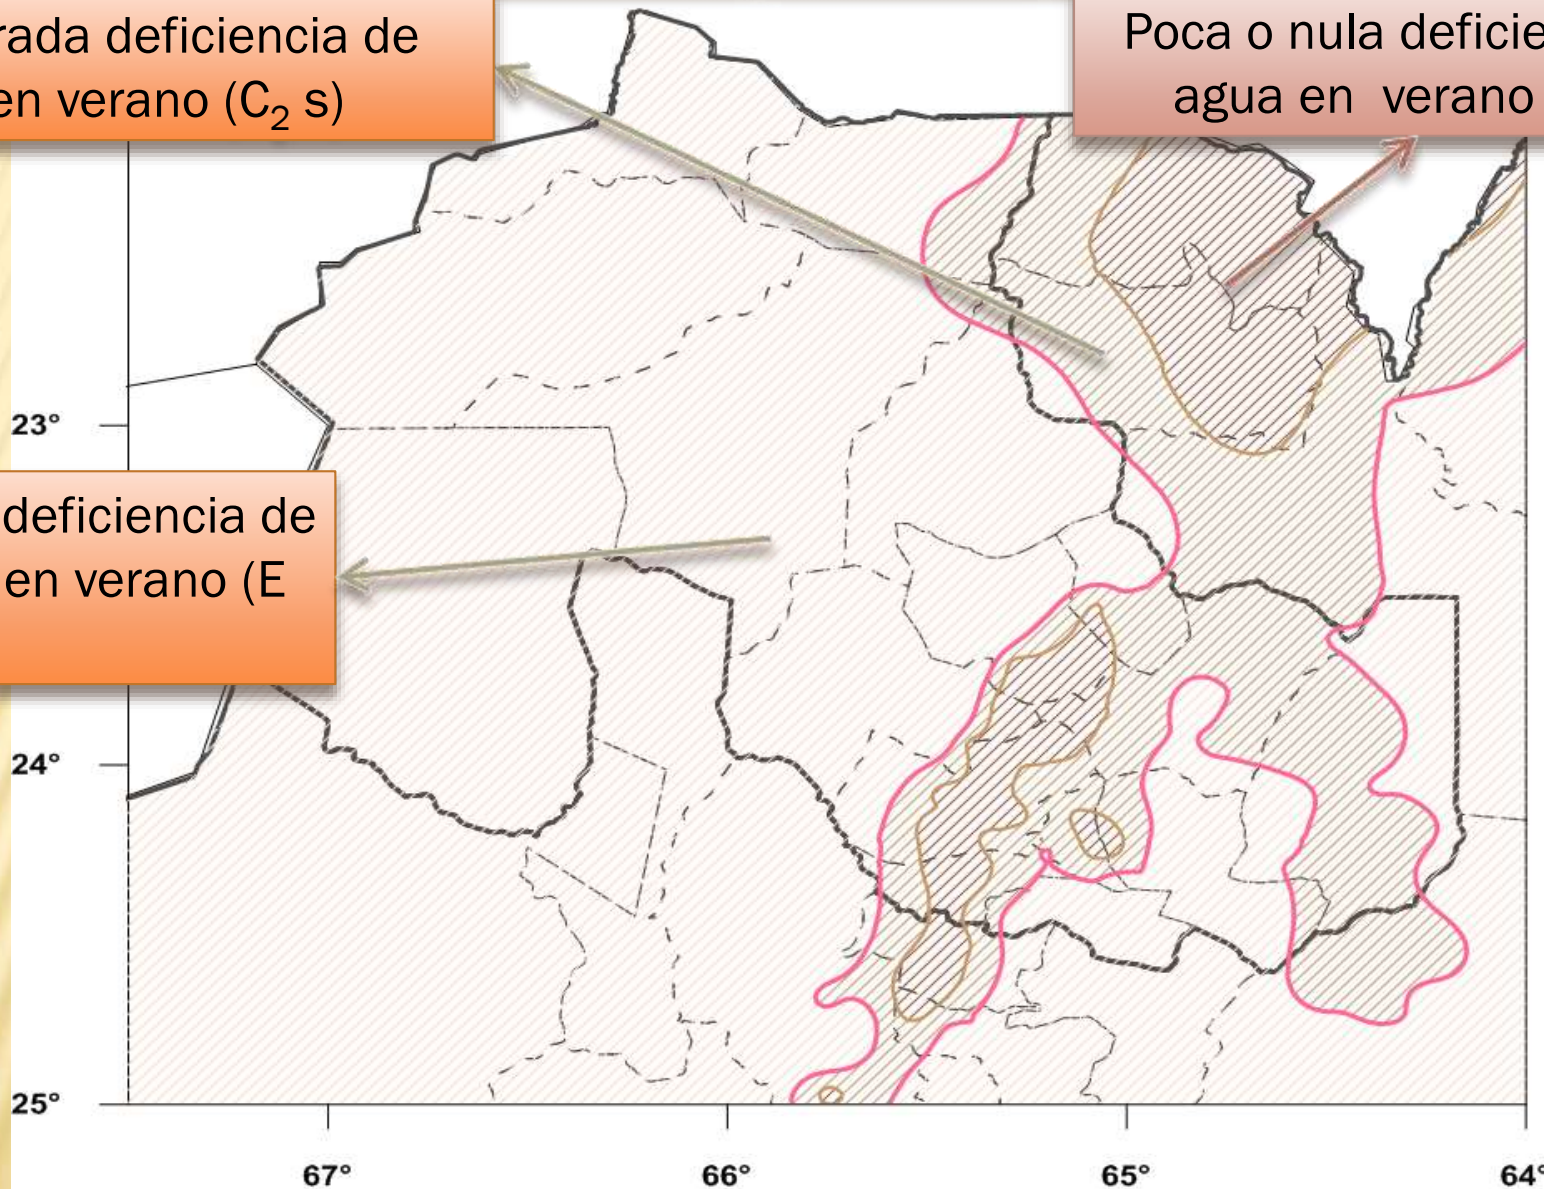 rada deficiencia de
en verano (C₂ s)
Poca o nula deficie
agua en verano
23°
deficiencia de
en verano (E
24°
25°
67°
66°
65°
64°